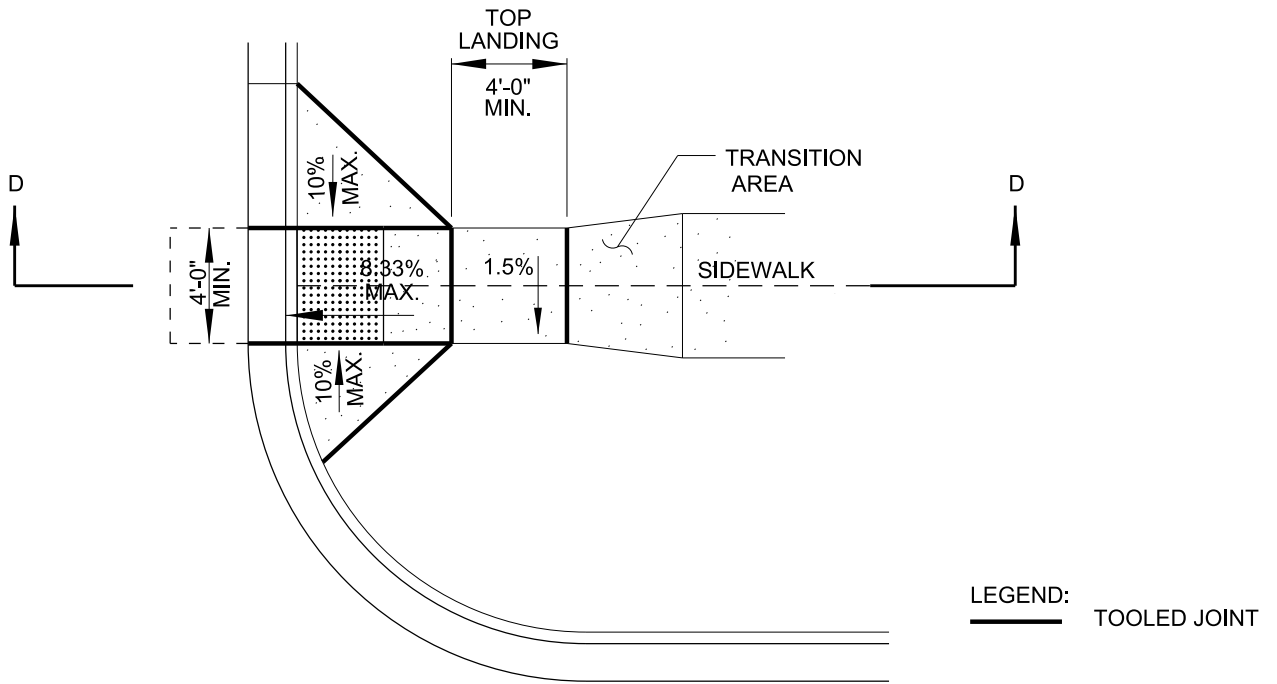 TOP
LANDING
4'-0"
MIN.
TRANSITION
AREA
D
D
10%
MAX.
4'-0"
MIN.
8.33%
MAX.
1.5%
SIDEWALK
10%
MAX.
LEGEND:
TOOLED JOINT